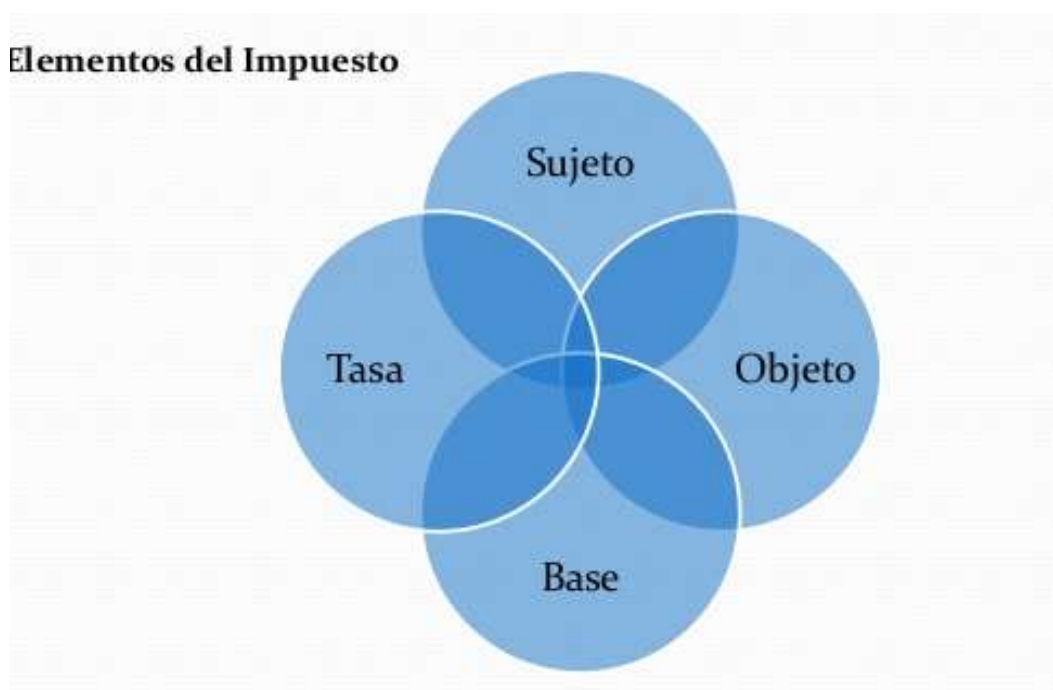 Elementos del Impuesto
Sujeto
Tasa
Objeto
Base